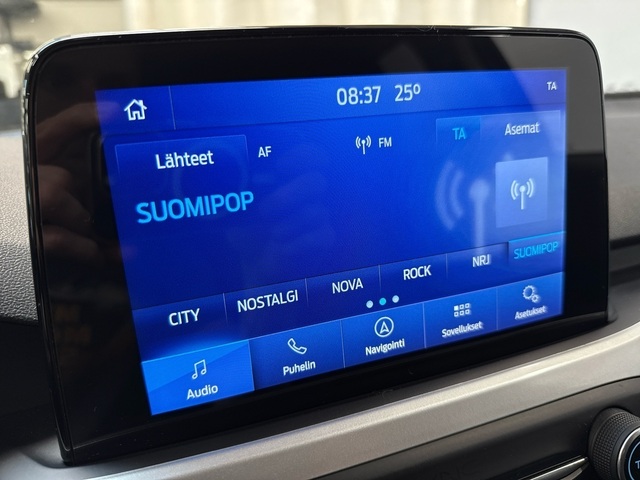 08:37 25°
TA
Lähteet
AF
FM
TA
Asemat
SUOMIPOP
CITY
NOSTALGI
NOVA
ROCK
NRJ
SUOMIPOP
Audio
Puhelin
Navigointi
Sovellukset
Asetukset